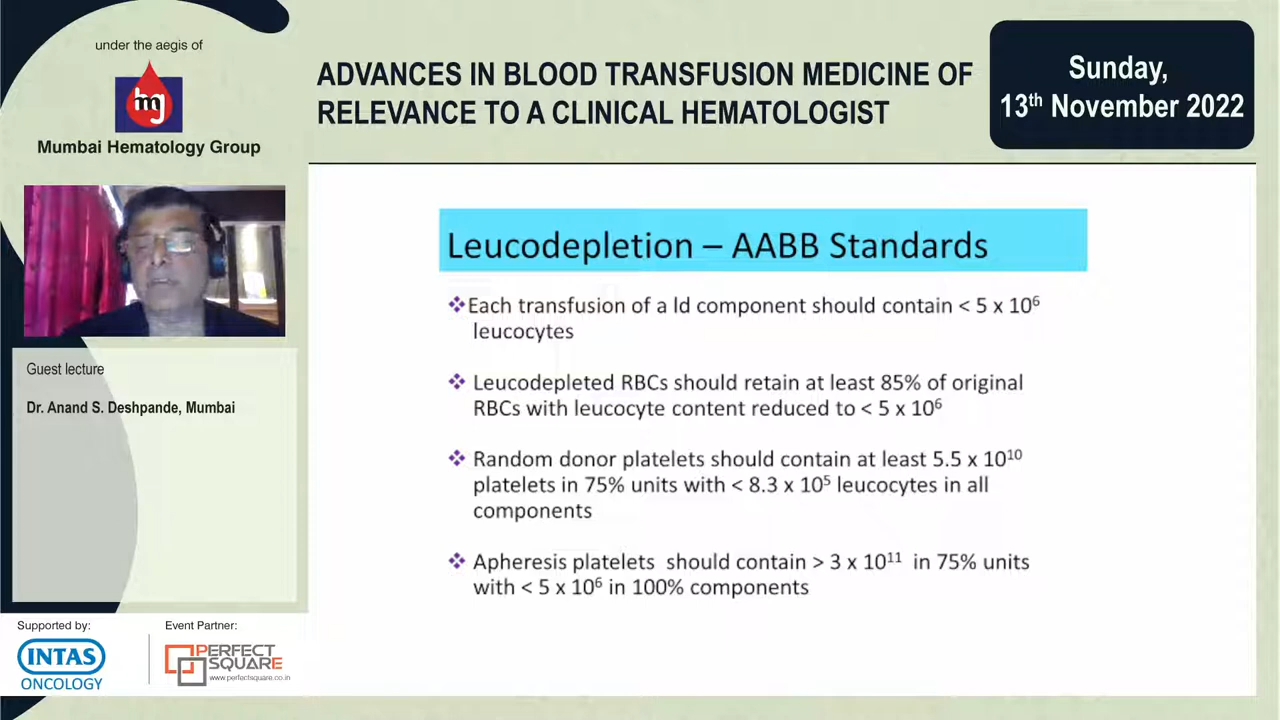 under the aegis of
mg
Mumbai Hematology Group
ADVANCES IN BLOOD TRANSFUSION MEDICINE OF
RELEVANCE TO A CLINICAL HEMATOLOGIST
Sunday,
13th November 2022
Guest lecture
Dr. Anand S. Deshpande, Mumbai
Leucodepletion – AABB Standards
❖Each transfusion of a ld component should contain < 5 x 10⁶
leucocytes
❖ Leucodepleted RBCs should retain at least 85% of original
RBCs with leucocyte content reduced to < 5 x 10⁶
❖ Random donor platelets should contain at least 5.5 x 10¹⁰
platelets in 75% units with < 8.3 x 10⁵ leucocytes in all
components
❖ Apheresis platelets should contain > 3 x 10¹¹ in 75% units
with < 5 x 10⁶ in 100% components
Supported by:
INTAS
ONCOLOGY
Event Partner:
PERFECT
SQUARE
www.perfectsquare.co.in